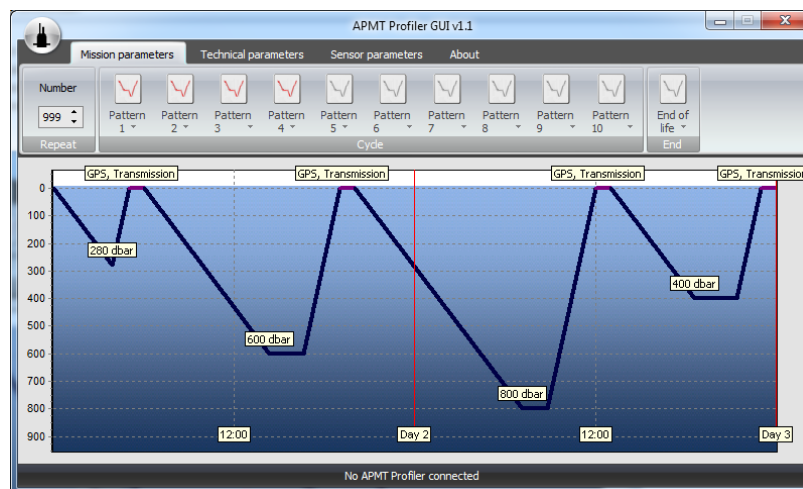 APMT Profiler GUI v1.1
Mission parameters Technical parameters Sensor parameters About
Number
999
Repeat
Pattern 1
Pattern 2
Pattern 3
Pattern 4
Pattern 5
Pattern 6
Pattern 7
Pattern 8
Pattern 9
Pattern 10
Cycle
End of life
End
GPS, Transmission GPS, Transmission GPS, Transmission GPS, Transmission
0
100
200
300
400
500
600
700
800
900
280 dbar
600 dbar
800 dbar
400 dbar
12:00 Day 2 12:00 Day 3
No APMT Profiler connected